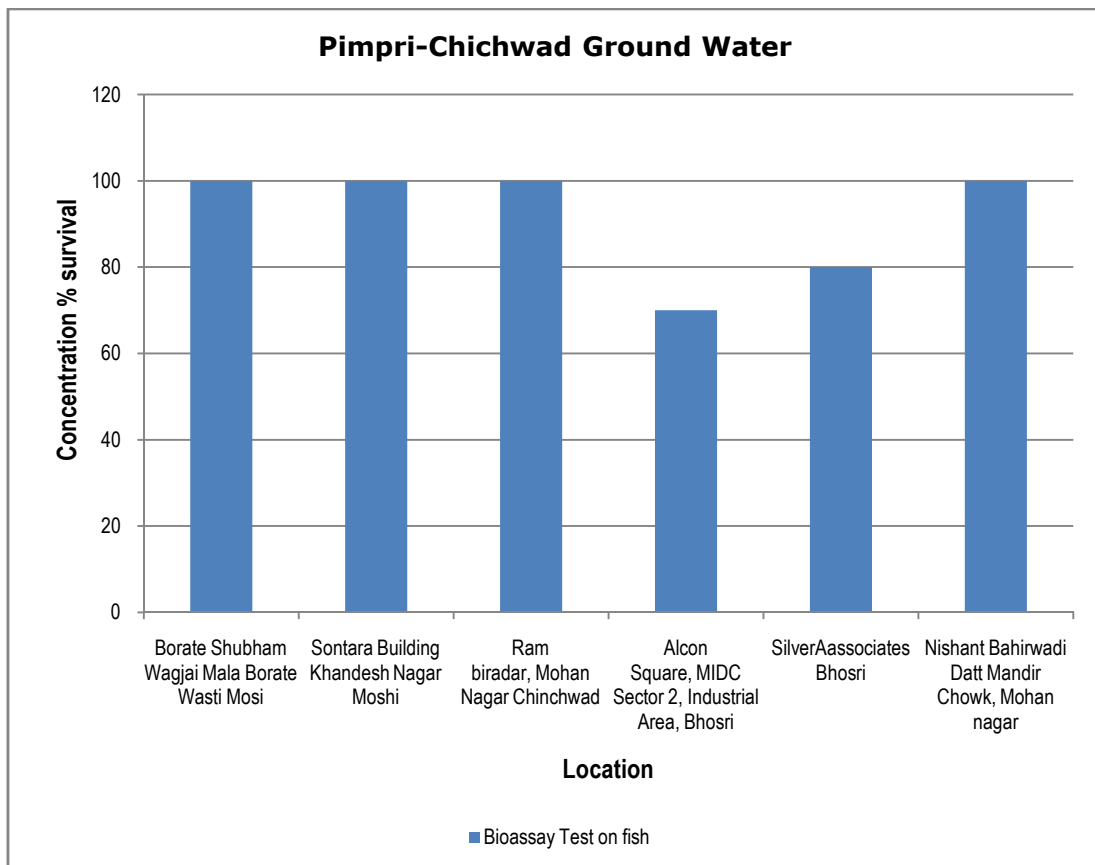 Pimpri-Chichwad Ground Water
Concentration % survival
120
100
80
60
40
20
0
Borate Shubham
Wagjai Mala Borate
Wasti Mosi
Sontara Building
Khandesh Nagar
Moshi
Ram
biradar, Mohan
Nagar Chinchwad
Alcon
Square, MIDC
Sector 2, Industrial
Area, Bhosri
SilverAassociates
Bhosri
Nishant Bahirwadi
Datt Mandir
Chowk, Mohan
nagar
Location
Bioassay Test on fish